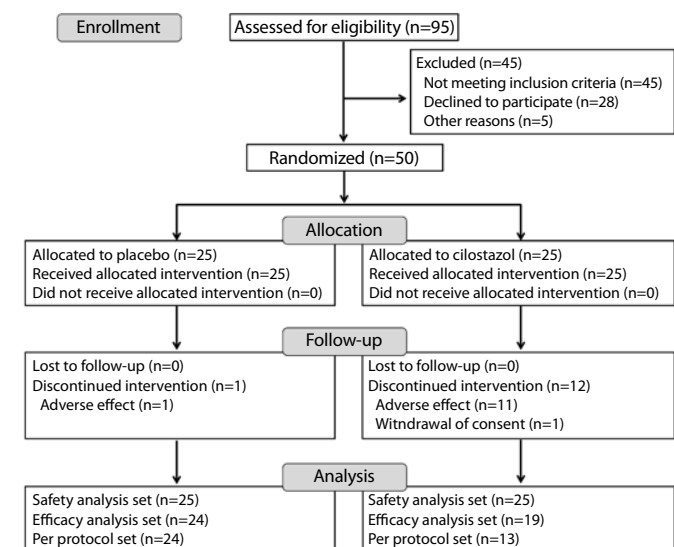 Enrollment
Assessed for eligibility (n=95)
Excluded (n=45)
Not meeting inclusion criteria (n=45)
Declined to participate (n=28)
Other reasons (n=5)
Randomized (n=50)
Allocation
Allocated to placebo (n=25)
Received allocated intervention (n=25)
Did not receive allocated intervention (n=0)
Allocated to cilostazol (n=25)
Received allocated intervention (n=25)
Did not receive allocated intervention (n=0)
Follow-up
Lost to follow-up (n=0)
Discontinued intervention (n=1)
Adverse effect (n=1)
Lost to follow-up (n=0)
Discontinued intervention (n=12)
Adverse effect (n=11)
Witndrawal of consent (n=1)
Analysis
Safety analysis set (n=25)
Efficacy analysis set (n=24)
Per protocol set (n=24)
Safety analysis set (n=25)
Efficacy analysis set (n=19)
Per protocol set (n=13)